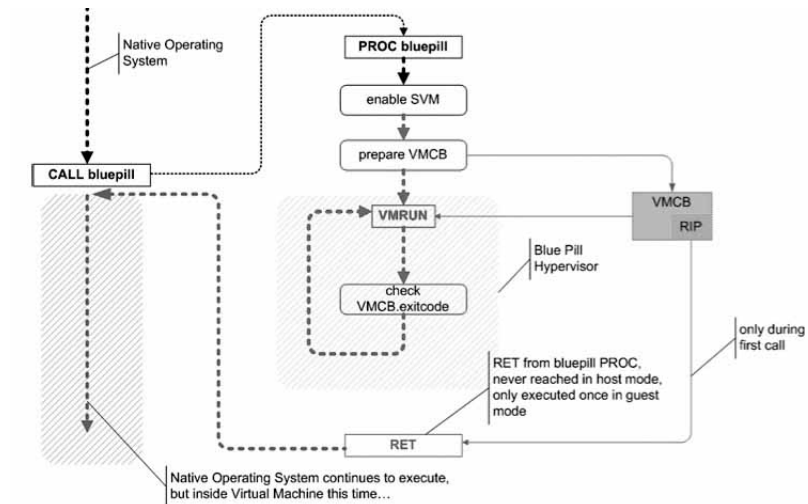 Native Operating
System
PROC bluepill
enable SVM
prepare VMCB
CALL bluepill
VMCB
RIP
VMRUN
Blue Pill
Hypervisor
check
VMCB.exitcode
only during
first call
RET from bluepill PROC,
never reached in host mode,
only executed once in guest
mode
RET
Native Operating System continues to execute,
but inside Virtual Machine this time...